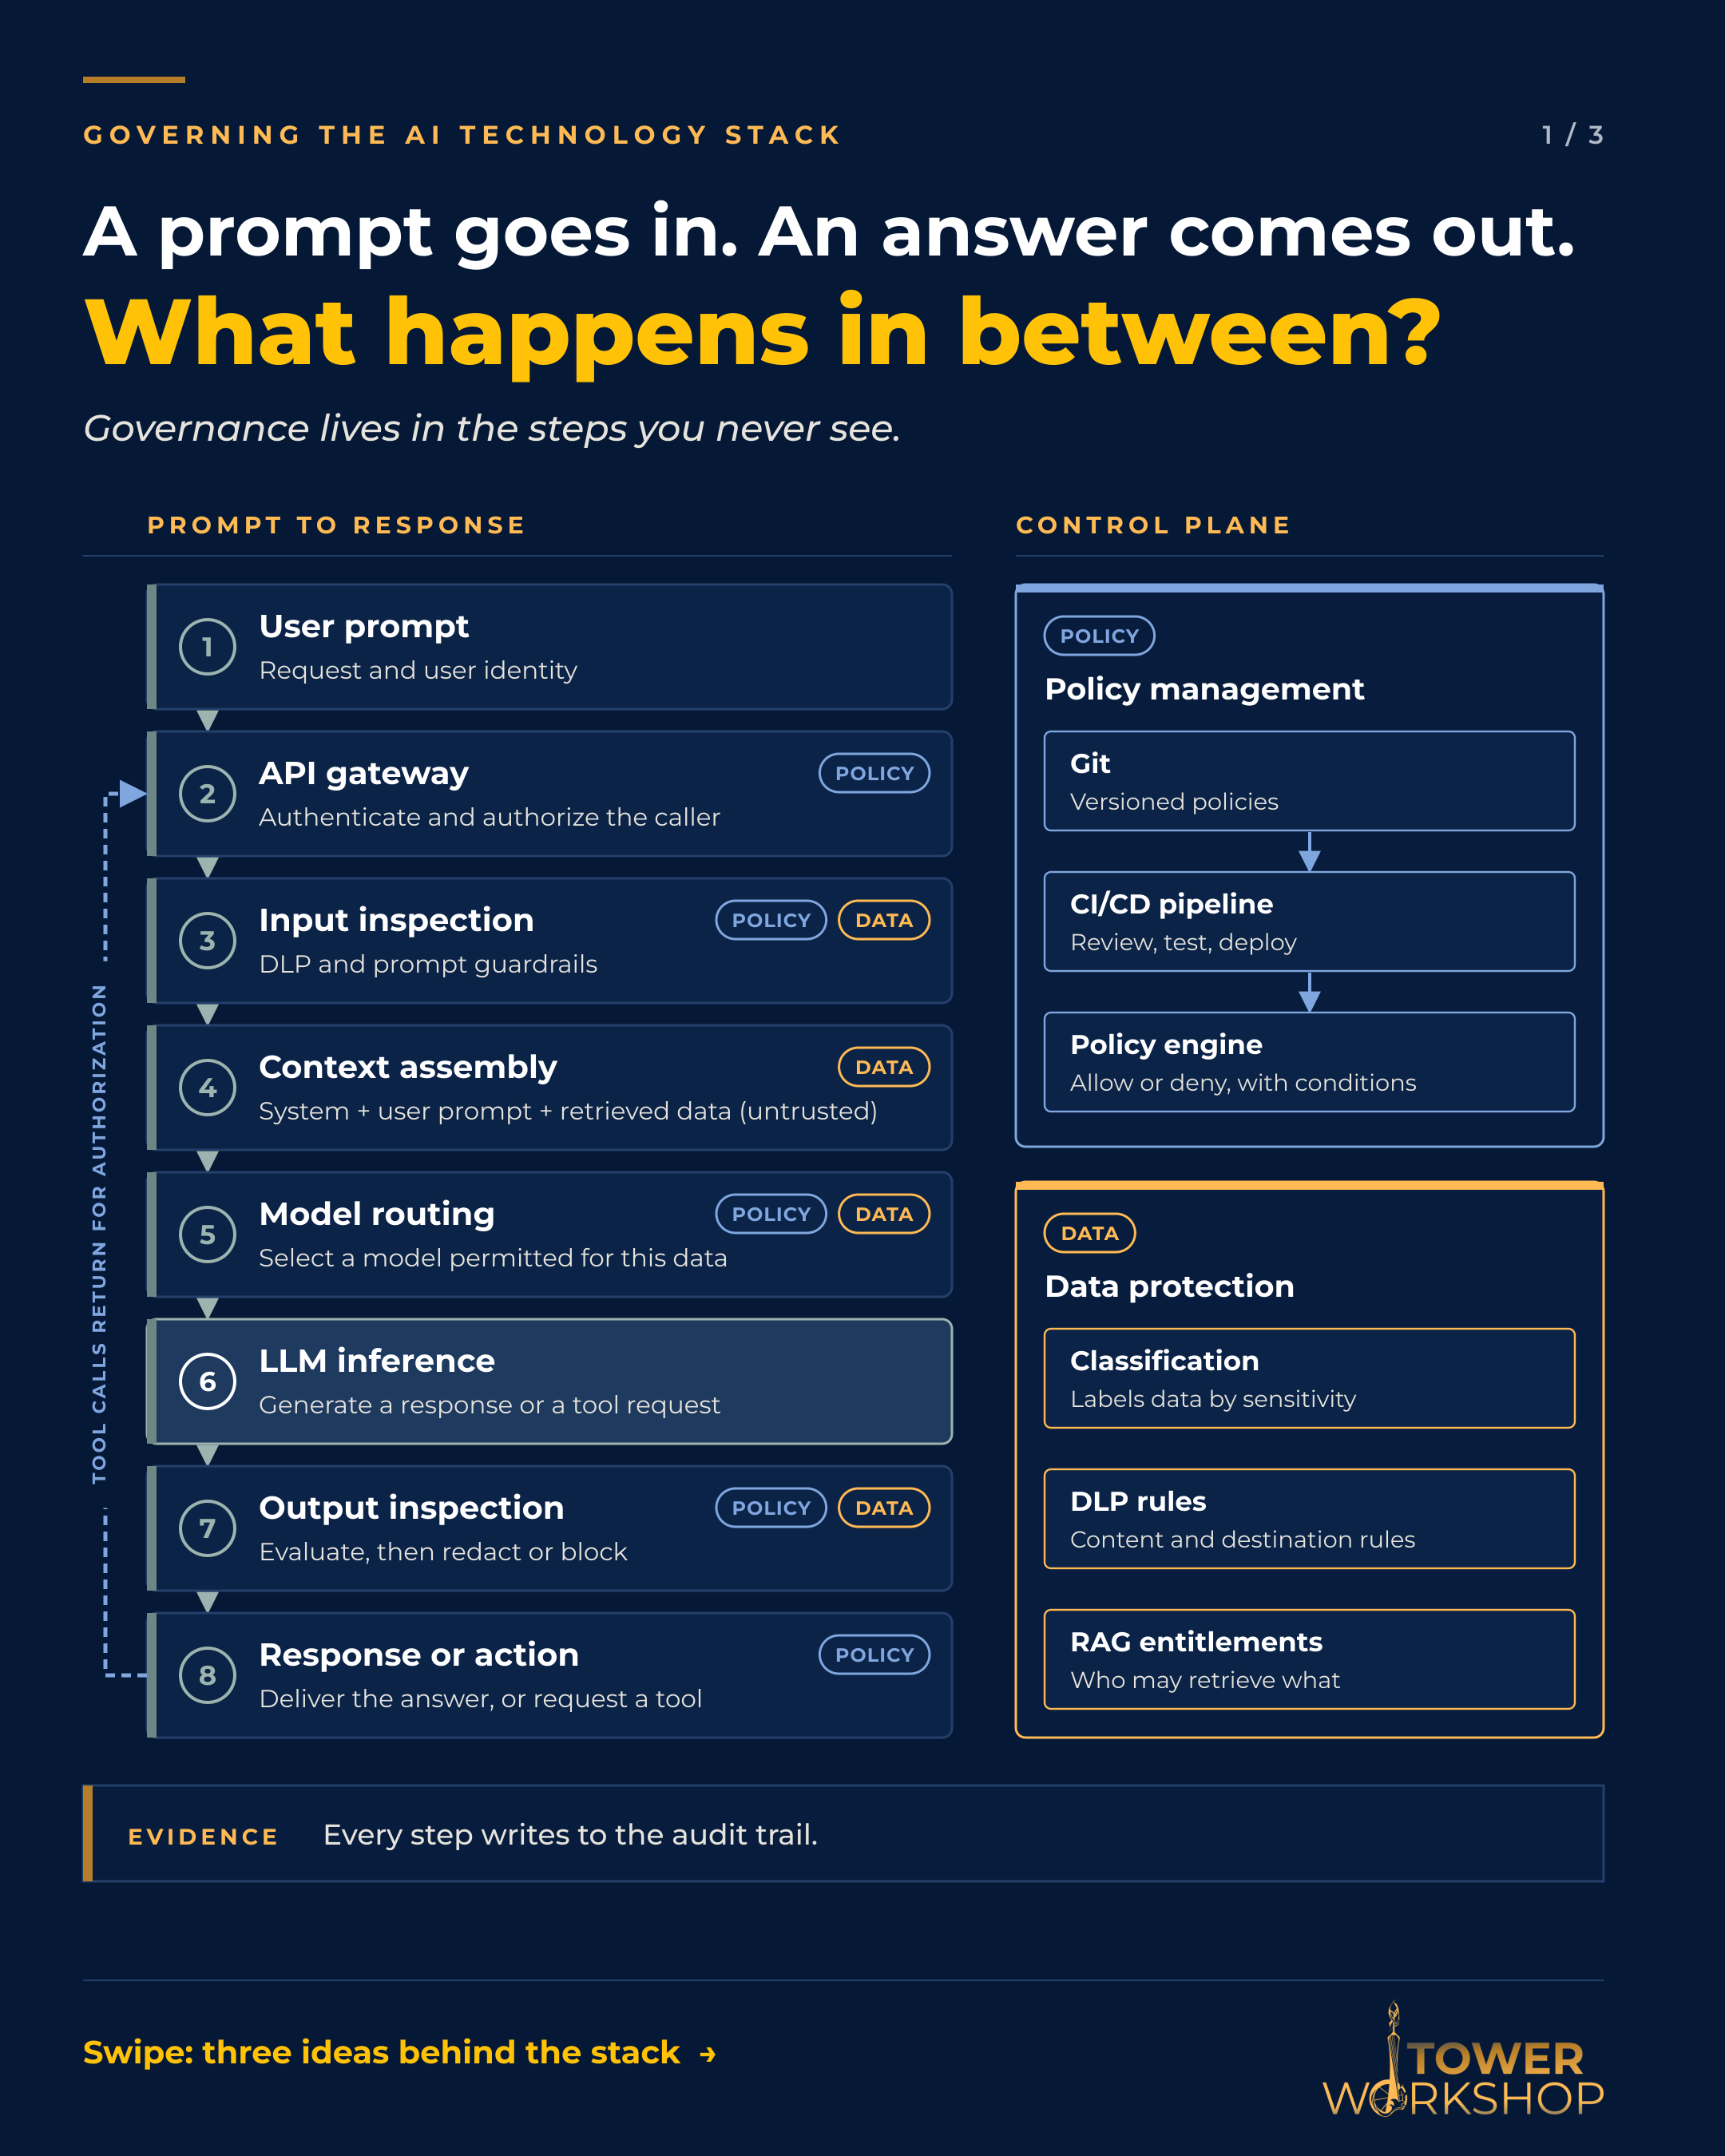 GOVERNING THE AI TECHNOLOGY STACK
1 / 3
A prompt goes in. An answer comes out.
What happens in between?
Governance lives in the steps you never see.
PROMPT TO RESPONSE
1
User prompt
Request and user identity
2
API gateway
POLICY
Authenticate and authorize the caller
3
Input inspection
POLICY
DATA
DLP and prompt guardrails
4
Context assembly
DATA
System + user prompt + retrieved data (untrusted)
5
Model routing
POLICY
DATA
Select a model permitted for this data
6
LLM inference
Generate a response or a tool request
7
Output inspection
POLICY
DATA
Evaluate, then redact or block
8
Response or action
POLICY
Deliver the answer, or request a tool
TOOL CALLS RETURN FOR AUTHORIZATION
CONTROL PLANE
POLICY
Policy management
Git
Versioned policies
CI/CD pipeline
Review, test, deploy
Policy engine
Allow or deny, with conditions
DATA
Data protection
Classification
Labels data by sensitivity
DLP rules
Content and destination rules
RAG entitlements
Who may retrieve what
EVIDENCE
Every step writes to the audit trail.
Swipe: three ideas behind the stack →
TOWER
WORKSHOP